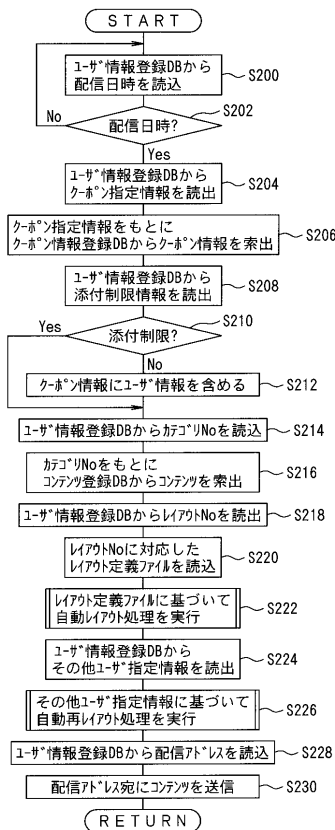 START
ﾕｰｻﾞ情報登録DBから
配信日時を読込
S200
配信日時?
S202
No
Yes
ﾕｰｻﾞ情報登録DBから
ｸｰﾎﾟﾝ指定情報を読出
S204
ｸｰﾎﾟﾝ指定情報をもとに
ｸｰﾎﾟﾝ情報登録DBからｸｰﾎﾟﾝ情報を索出
S206
ﾕｰｻﾞ情報登録DBから
添付制限情報を読出
S208
添付制限?
S210
Yes
No
ｸｰﾎﾟﾝ情報にﾕｰｻﾞ情報を含める
S212
ﾕｰｻﾞ情報登録DBからｶﾃｺﾞﾘNoを読込
S214
ｶﾃｺﾞﾘNoをもとに
ｺﾝﾃﾝﾂ登録DBからｺﾝﾃﾝﾂを索出
S216
ﾕｰｻﾞ情報登録DBからﾚｲｱｳﾄNoを読出
S218
ﾚｲｱｳﾄNoに対応した
ﾚｲｱｳﾄ定義ﾌｧｲﾙを読込
S220
ﾚｲｱｳﾄ定義ﾌｧｲﾙに基づいて
自動ﾚｲｱｳﾄ処理を実行
S222
ﾕｰｻﾞ情報登録DBから
その他ﾕｰｻﾞ指定情報を読出
S224
その他ﾕｰｻﾞ指定情報に基づいて
自動再ﾚｲｱｳﾄ処理を実行
S226
ﾕｰｻﾞ情報登録DBから配信ｱﾄﾞﾚｽを読込
S228
配信ｱﾄﾞﾚｽ宛にｺﾝﾃﾝﾂを送信
S230
RETURN